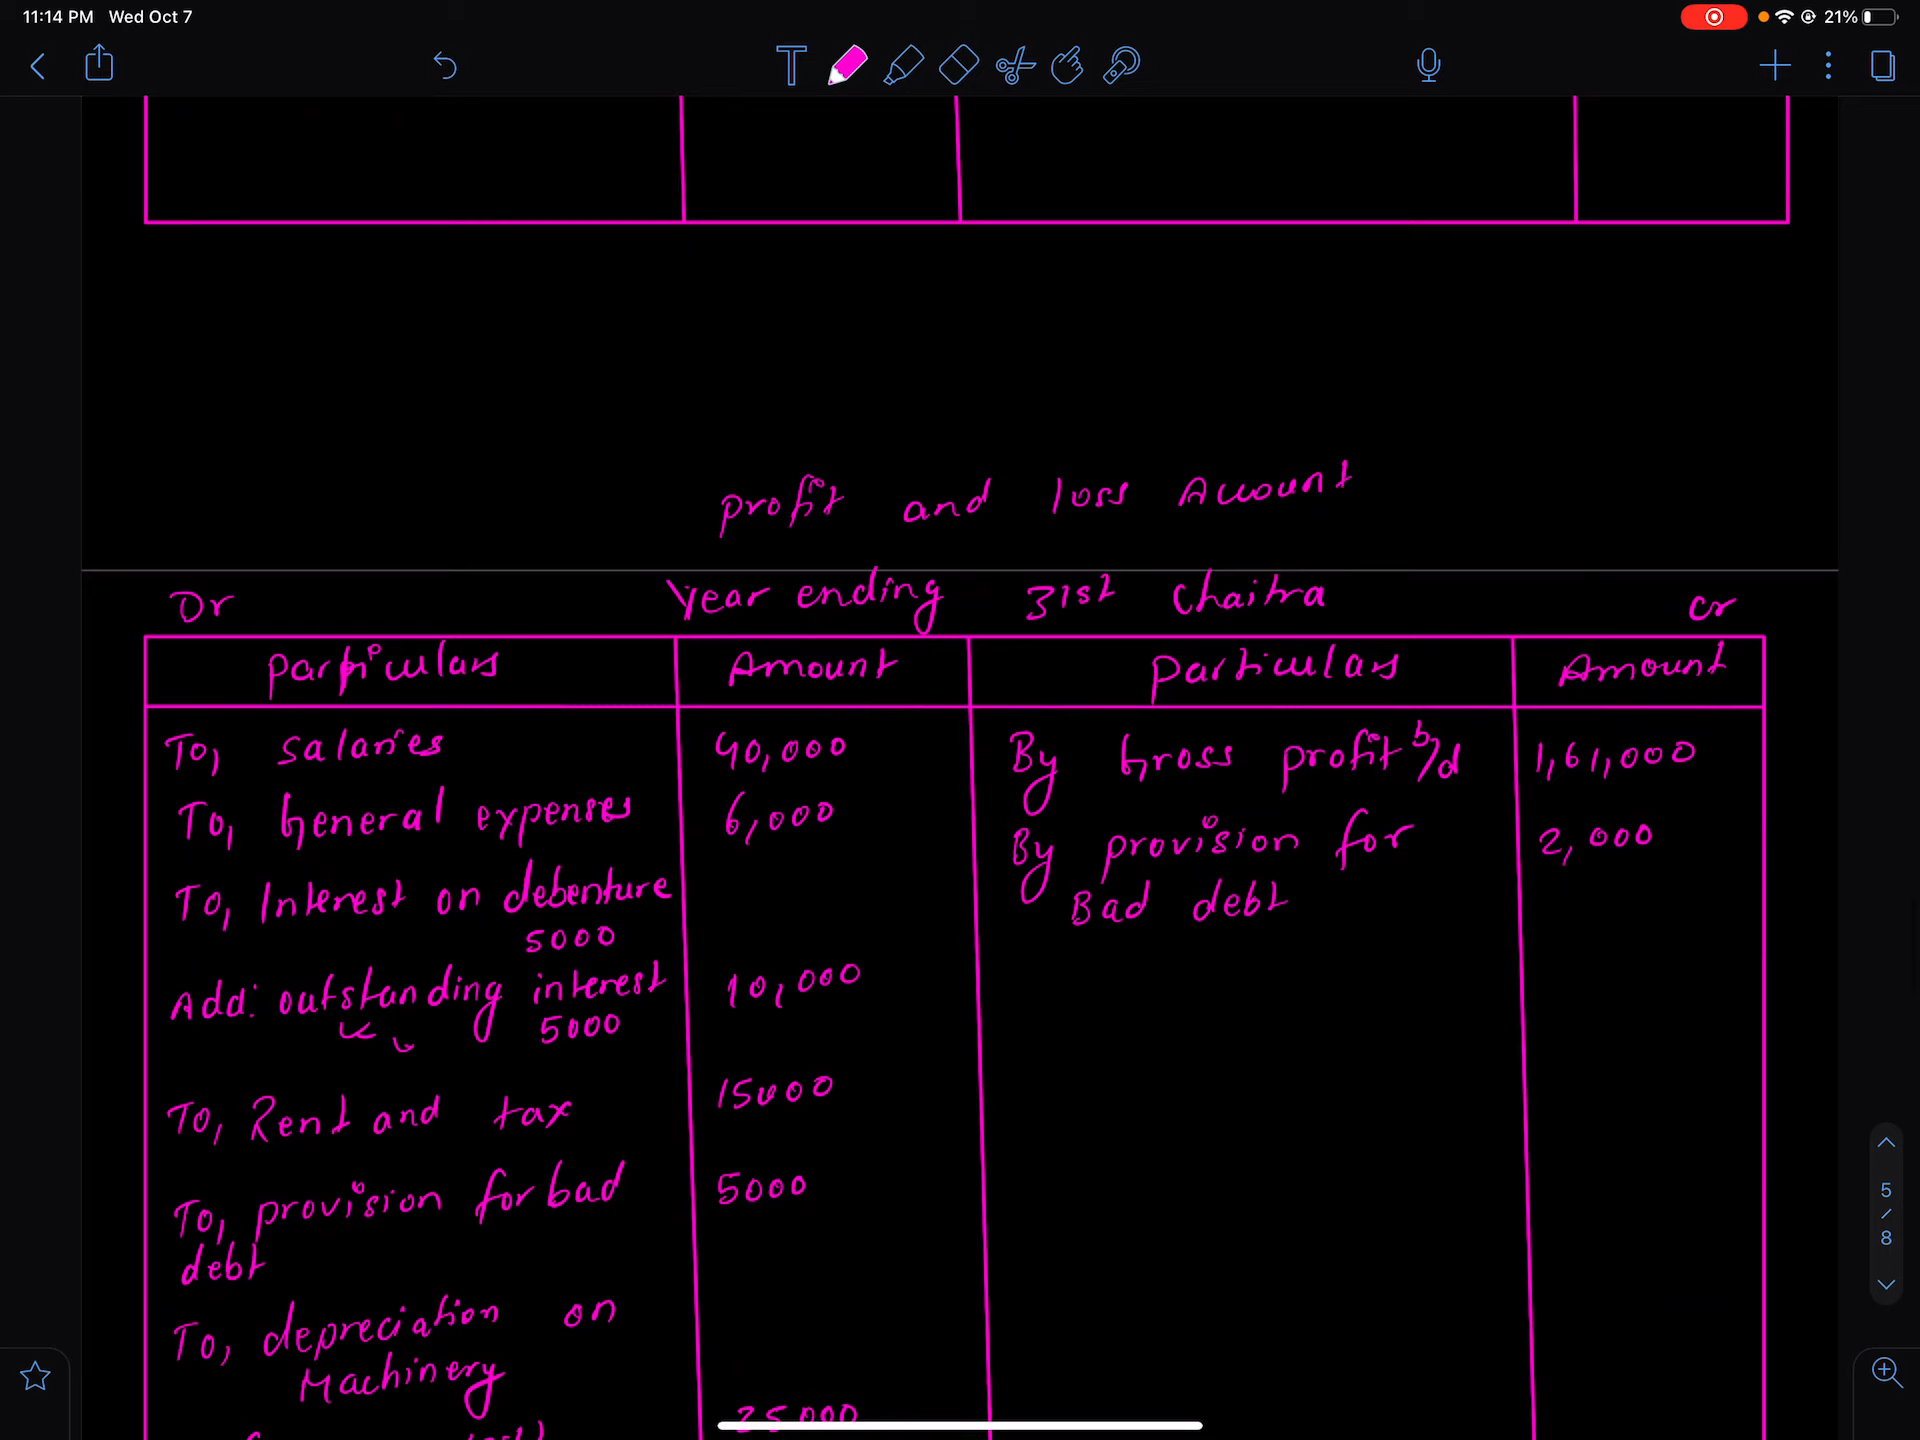 11:14 PM Wed Oct 7
21%
T
profit and loss Account
Dr Year ending 31st Chaitra cr
Particulars Amount Particulars Amount
To, salaries 40,000 By Gross profit b/d 1,61,000
To, General expenses 6,000 By provision for 2,000
Bad debt
To, Interest on debenture
5000
Add: outstanding interest 10,000
5000
To, Rent and tax 15000
To, provision for bad 5000
debt
To, depreciation on
Machinery
25000
5
/
8